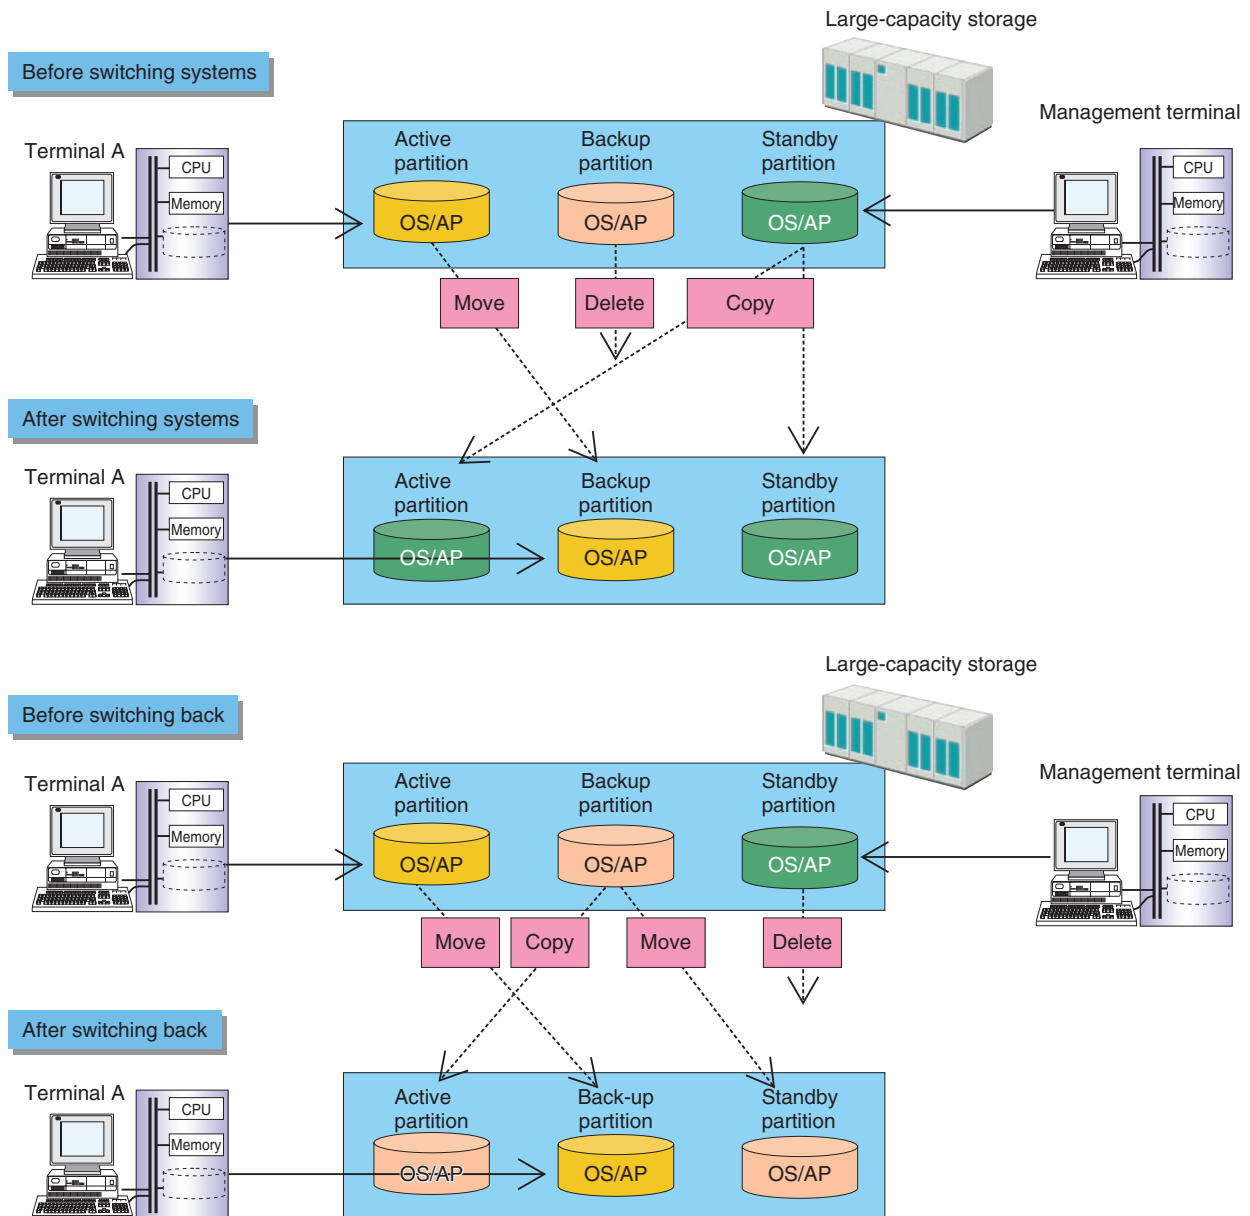 Large-capacity storage
Before switching systems
Management terminal
Terminal A
CPU
Memory
Active
partition
Backup
partition
Standby
partition
CPU
Memory
OS/AP
OS/AP
OS/AP
Move
Delete
Copy
After switching systems
Terminal A
CPU
Memory
Active
partition
Backup
partition
Standby
partition
OS/AP
OS/AP
OS/AP
Large-capacity storage
Before switching back
Management terminal
Terminal A
CPU
Memory
Active
partition
Backup
partition
Standby
partition
CPU
Memory
OS/AP
OS/AP
OS/AP
Move
Copy
Move
Delete
After switching back
Terminal A
CPU
Memory
Active
partition
Back-up
partition
Standby
partition
OS/AP
OS/AP
OS/AP